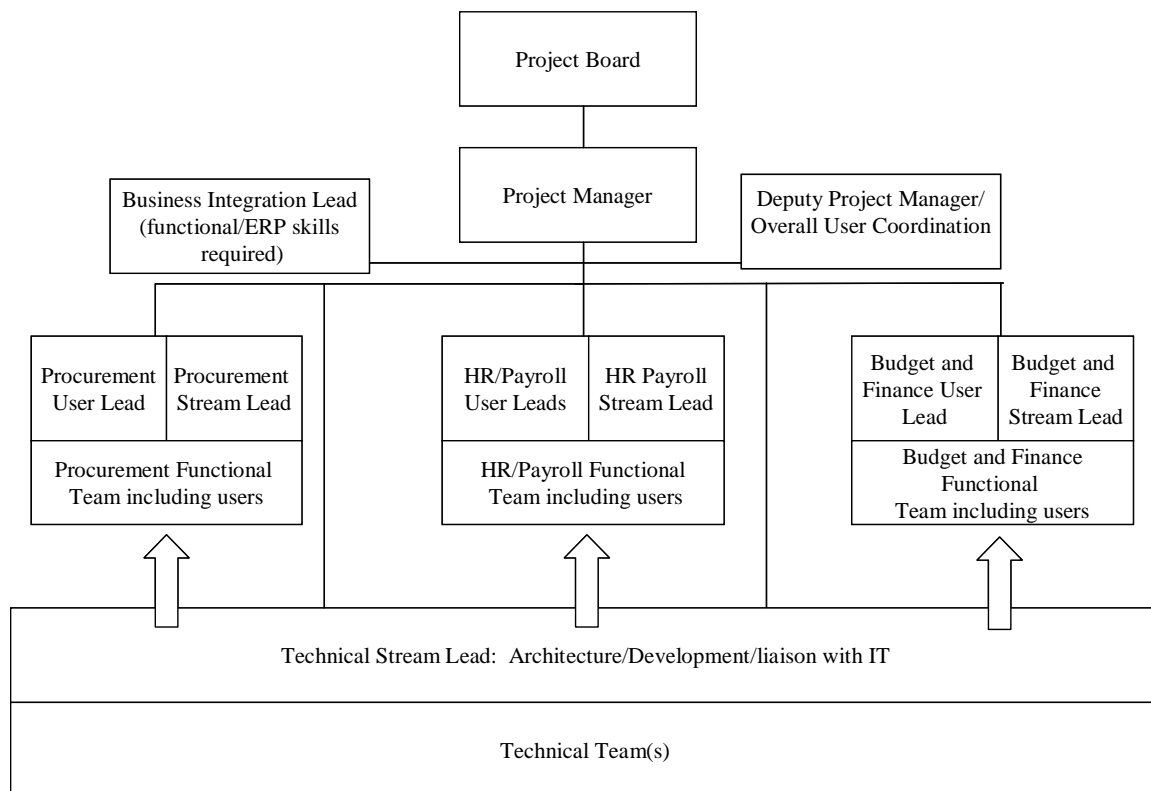 Project Board
Project Manager
Business Integration Lead
(functional/ERP skills
required)
Deputy Project Manager/
Overall User Coordination
Procurement
User Lead
Procurement
Stream Lead
Procurement Functional
Team including users
HR/Payroll
User Leads
HR Payroll
Stream Lead
HR/Payroll Functional
Team including users
Budget and
Finance User
Lead
Budget and
Finance
Stream Lead
Budget and Finance
Functional
Team including users
Technical Stream Lead:  Architecture/Development/liaison with IT
Technical Team(s)